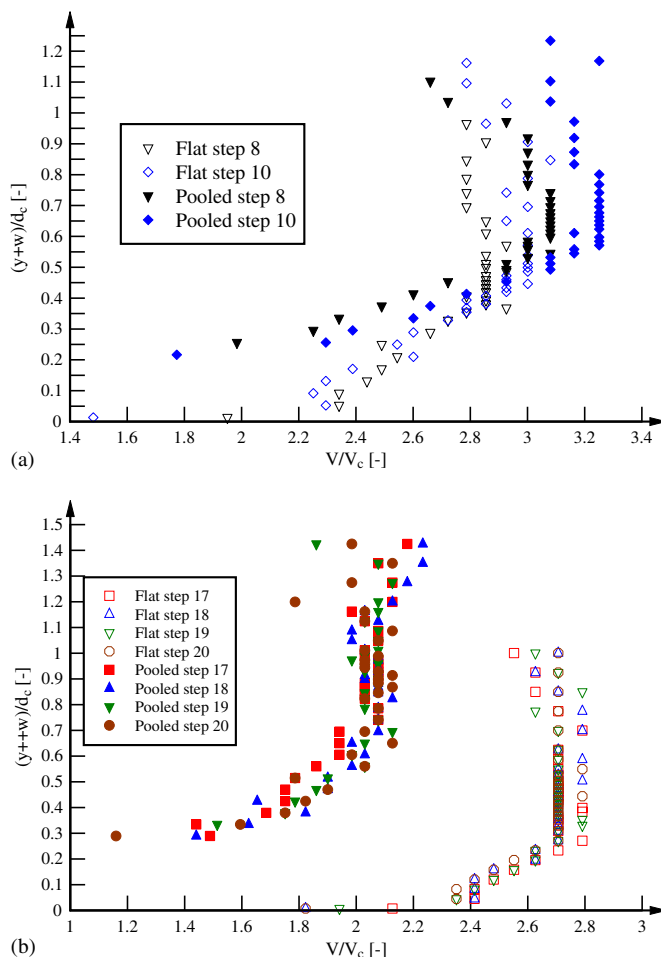 1.2
1.1
1
0.9
0.8
0.7
0.6
0.5
0.4
0.3
0.2
0.1
0
(y+w)/d_c [-]
Flat step 8
Flat step 10
Pooled step 8
Pooled step 10
1.4 1.6 1.8 2 2.2 2.4 2.6 2.8 3 3.2 3.4
V/V_c [-]
(a)
1.5
1.4
1.3
1.2
1.1
1
0.9
0.8
0.7
0.6
0.5
0.4
0.3
0.2
0.1
0
(y++w)/d_c [-]
Flat step 17
Flat step 18
Flat step 19
Flat step 20
Pooled step 17
Pooled step 18
Pooled step 19
Pooled step 20
1 1.2 1.4 1.6 1.8 2 2.2 2.4 2.6 2.8 3
V/V_c [-]
(b)